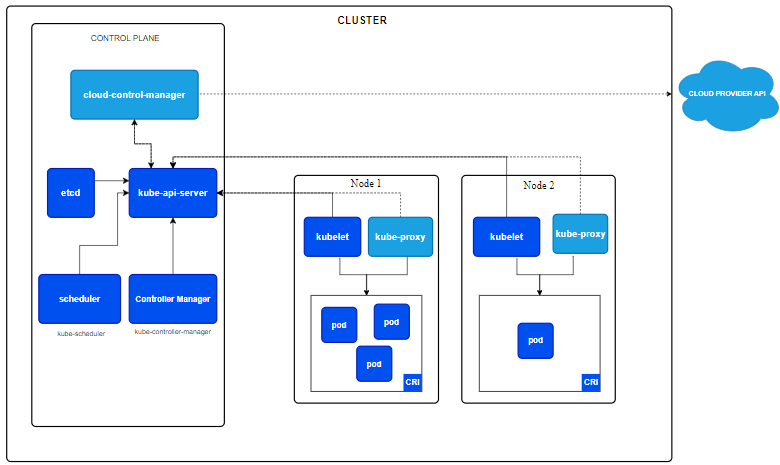 CLUSTER
CONTROL PLANE
cloud-control-manager
CLOUD PROVIDER API
etcd
kube-api-server
scheduler
kube-scheduler
Controller Manager
kube-controller-manager
Node 1
kubelet
kube-proxy
pod
pod
pod
CRI
Node 2
kubelet
kube-proxy
pod
CRI